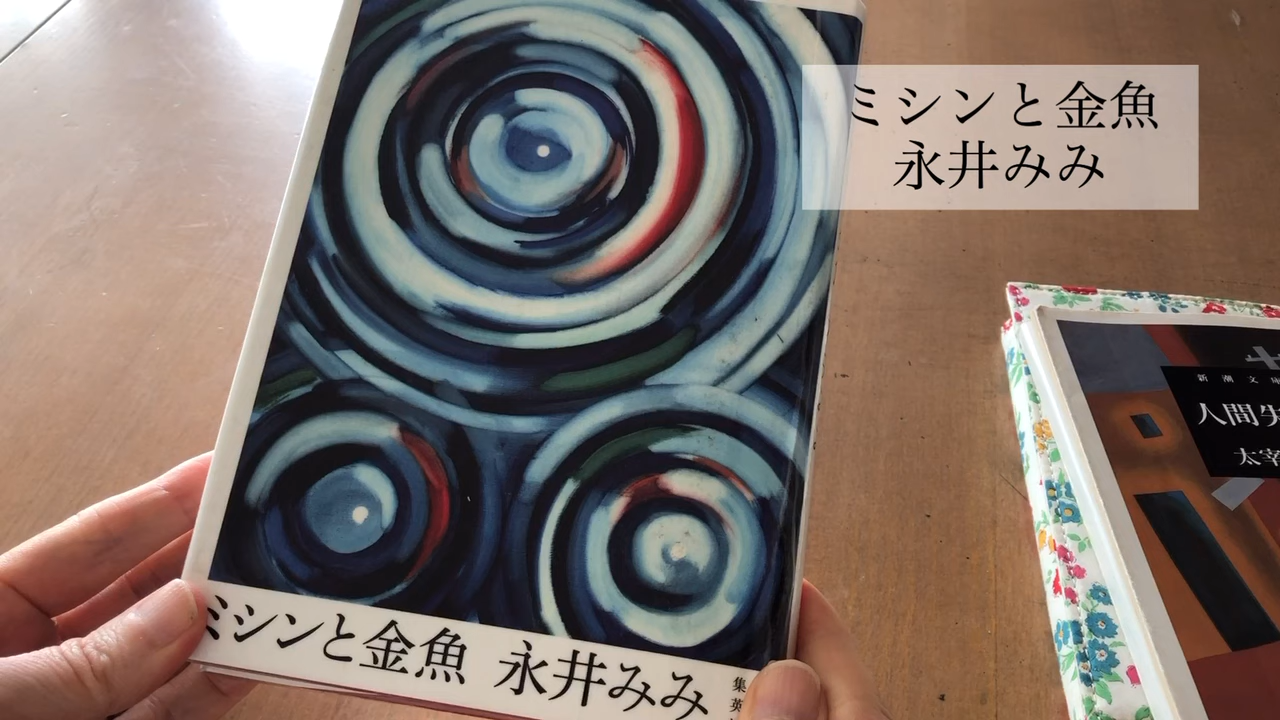 ミシンと金魚
永井みみ
ミシンと金魚 永井みみ
集英
新潮文庫
人間失
太宰